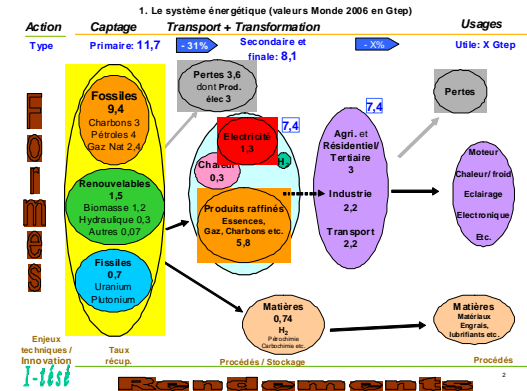 1. Le système énergétique (valeurs Monde 2006 en Gtep)
Action
Captage
Transport + Transformation
Usages
Type
Primaire: 11,7
- 31%
Secondaire et
finale: 8,1
- X%
Utile: X Gtep
Formes
Fossiles
9,4
Charbons 3
Pétroles 4
Gaz Nat 2,4
Renouvelables
1,5
Biomasse 1,2
Hydraulique 0,3
Autres 0,07
Fissiles
0,7
Uranium
Plutonium
Pertes 3,6
dont Prod.
élec 3
7,4
Electricité
1,3
Chaleur
0,3
H2
Produits raffinés
Essences,
Gaz, Charbons etc.
5,8
7,4
Agri. et
Résidentiel/
Tertiaire
3
Industrie
2,2
Transport
2,2
Pertes
Moteur
Chaleur/ froid
Eclairage
Electronique
Etc.
Matières
0,74
H2
Pétrochimie
Carbochimie etc.
Matières
Matériaux
Engrais,
lubrifiants etc.
Enjeux
techniques /
Innovation
Taux
récup.
Procédés / Stockage
Procédés
I-tésé
Rendements
2